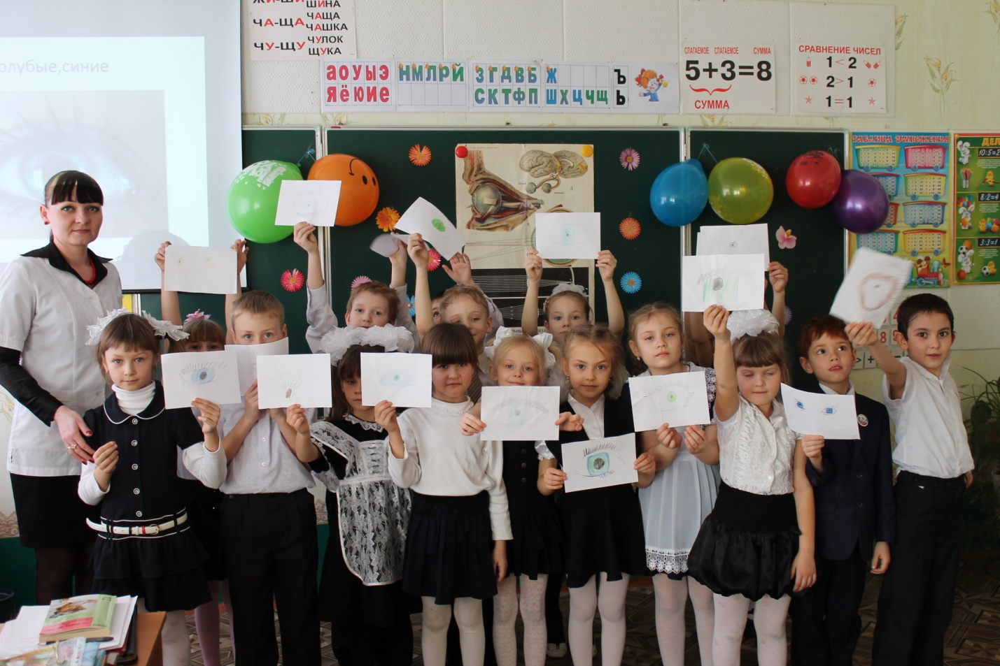 ЖИ-ШИ
ШИНА
ЧА-ЩА
ЧАЩА
ЧАШКА
ЧУ-ЩУ
ЧУЛОК
ЩУКА
олубые,синие
аоуыэ
яёюие
НМЛРЙ
ЗГДВБ
СКТФП
Ж
ШХЦЧЩ
Ъ
Ь
СЛАГАЕМОЕ СЛАГАЕМОЕ СУММА
5+3=8
СУММА
СРАВНЕНИЕ ЧИСЕЛ
1<2
2>1
1=1
ТАБЛИЦА УМНОЖЕНИЯ
ДЕЛ
10:5=2
8:2=4
3:3=1